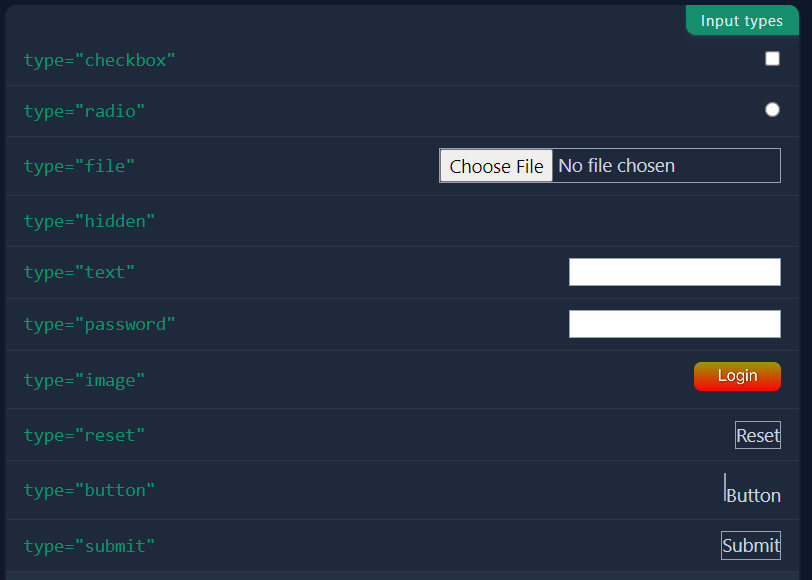 Input types
type="checkbox"
type="radio"
type="file" Choose File No file chosen
type="hidden"
type="text"
type="password"
type="image" Login
type="reset" Reset
type="button" Button
type="submit" Submit